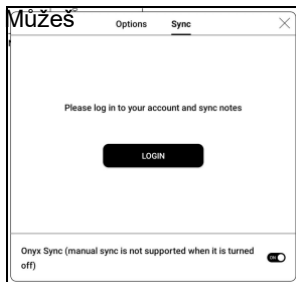 Můžeš
Options Sync
Please log in to your account and sync notes
LOGIN
Onyx Sync (manual sync is not supported when it is turned
off)
ON